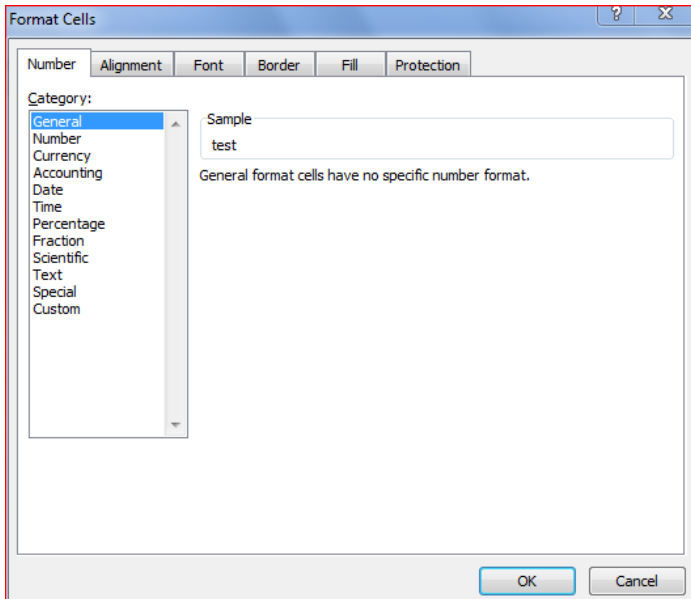 Format Cells
Number Alignment Font Border Fill Protection
Category:
General
Number
Currency
Accounting
Date
Time
Percentage
Fraction
Scientific
Text
Special
Custom
Sample
test
General format cells have no specific number format.
OK Cancel